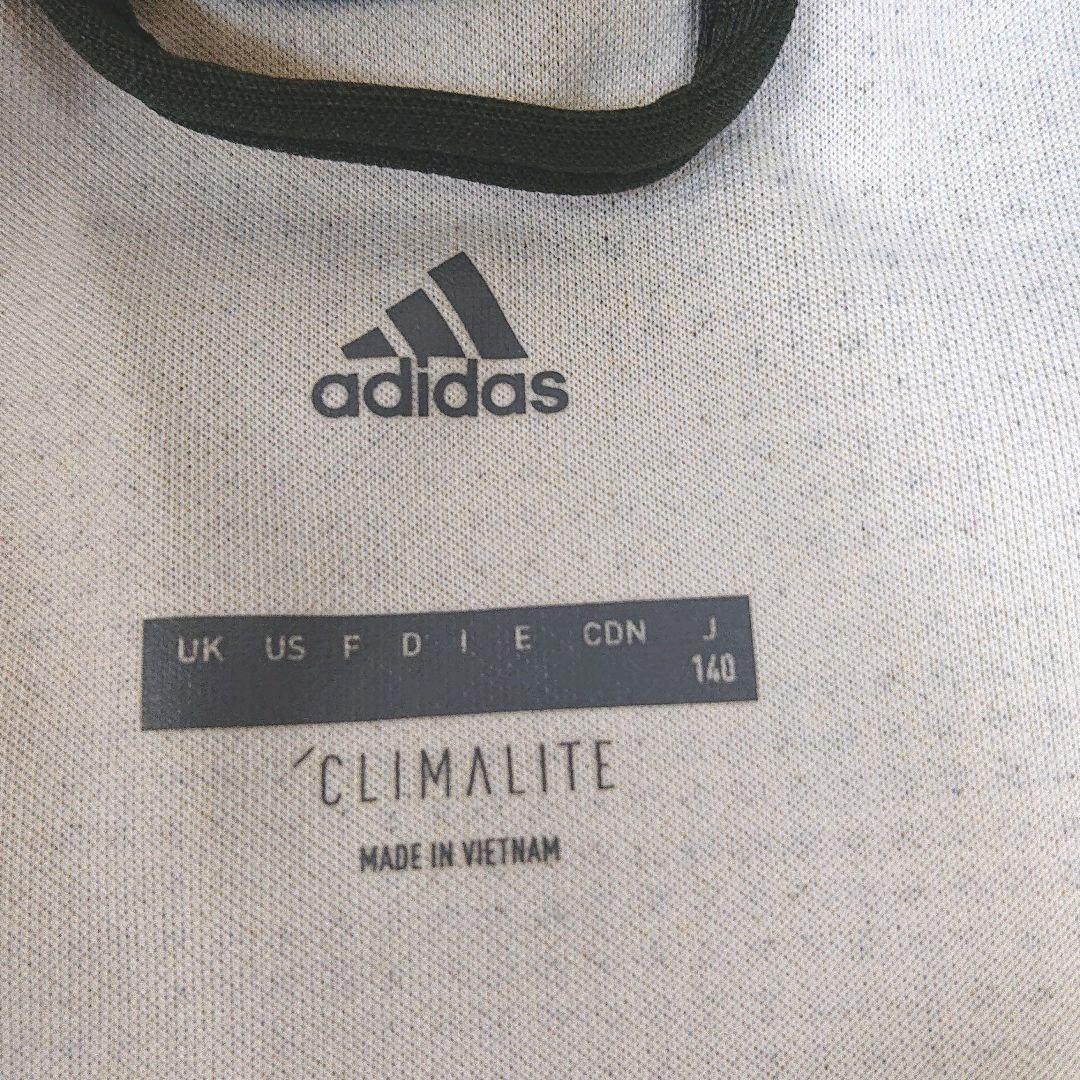 adidas
UK US F D I E CDN J
140
´CLIMALITE
MADE IN VIETNAM